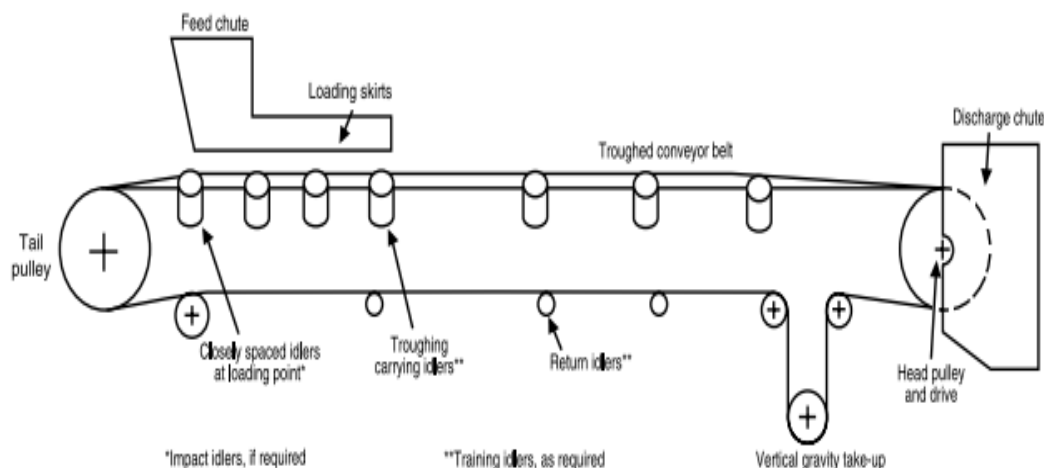 Feed chute
Loading skirts
Discharge chute
Troughed conveyor belt
Tail
pulley
Closely spaced idlers
at loading point*
Troughing
carrying idlers**
Return idlers**
Head pulley
and drive
*Impact idlers, if required
**Training idlers, as required
Vertical gravity take-up